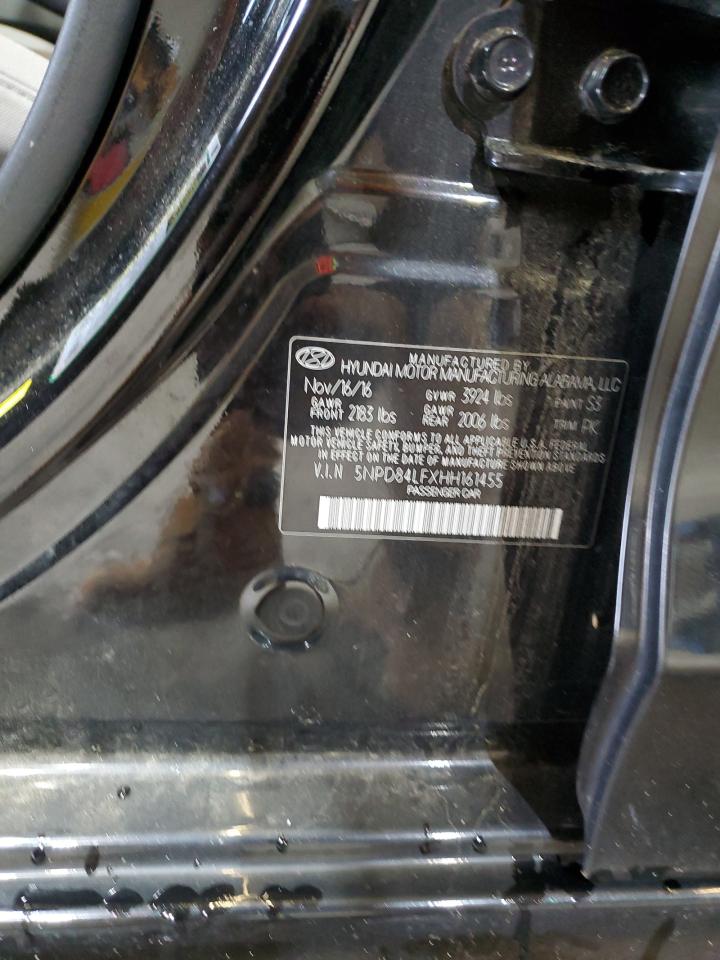 MANUFACTURED BY
HYUNDAI MOTOR MANUFACTURING ALABAMA, LLC
Nov/16/16 GVWR 3924 lbs PAINT S3
GAWR FRONT 2183 lbs GAWR REAR 2006 lbs TRIM PK
THIS VEHICLE CONFORMS TO ALL APPLICABLE U.S.A. FEDERAL
MOTOR VEHICLE SAFETY, BUMPER, AND THEFT PREVENTION STANDARDS
IN EFFECT ON THE DATE OF MANUFACTURE SHOWN ABOVE
V.I.N 5NPD84LFXHH161455
PASSENGER CAR